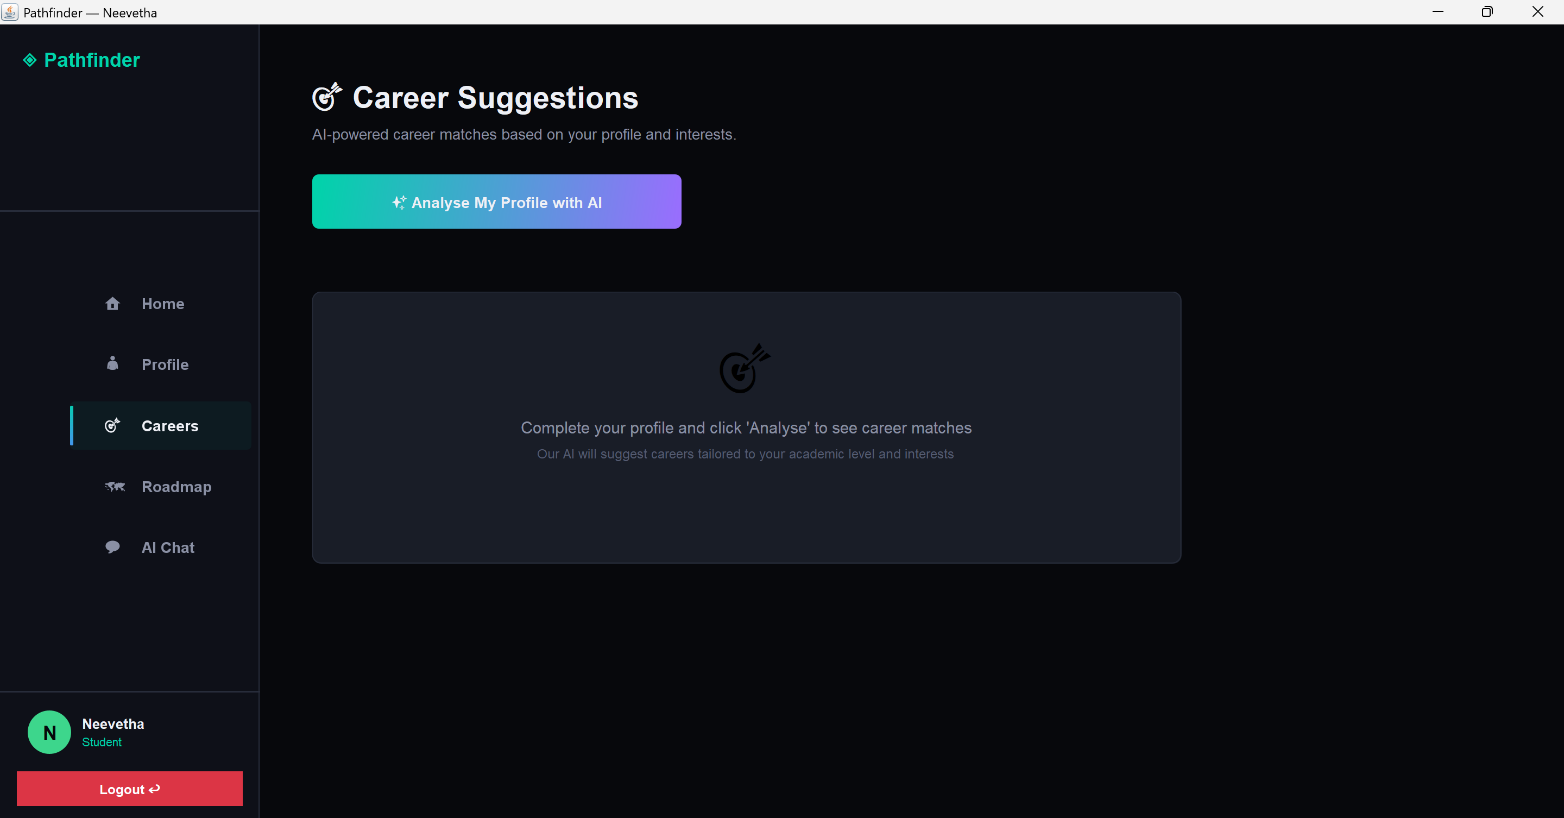 Pathfinder — Neevetha
Pathfinder
Home
Profile
Careers
Roadmap
AI Chat
N
Neevetha
Student
Logout
Career Suggestions
AI-powered career matches based on your profile and interests.
Analyse My Profile with AI
Complete your profile and click 'Analyse' to see career matches
Our AI will suggest careers tailored to your academic level and interests